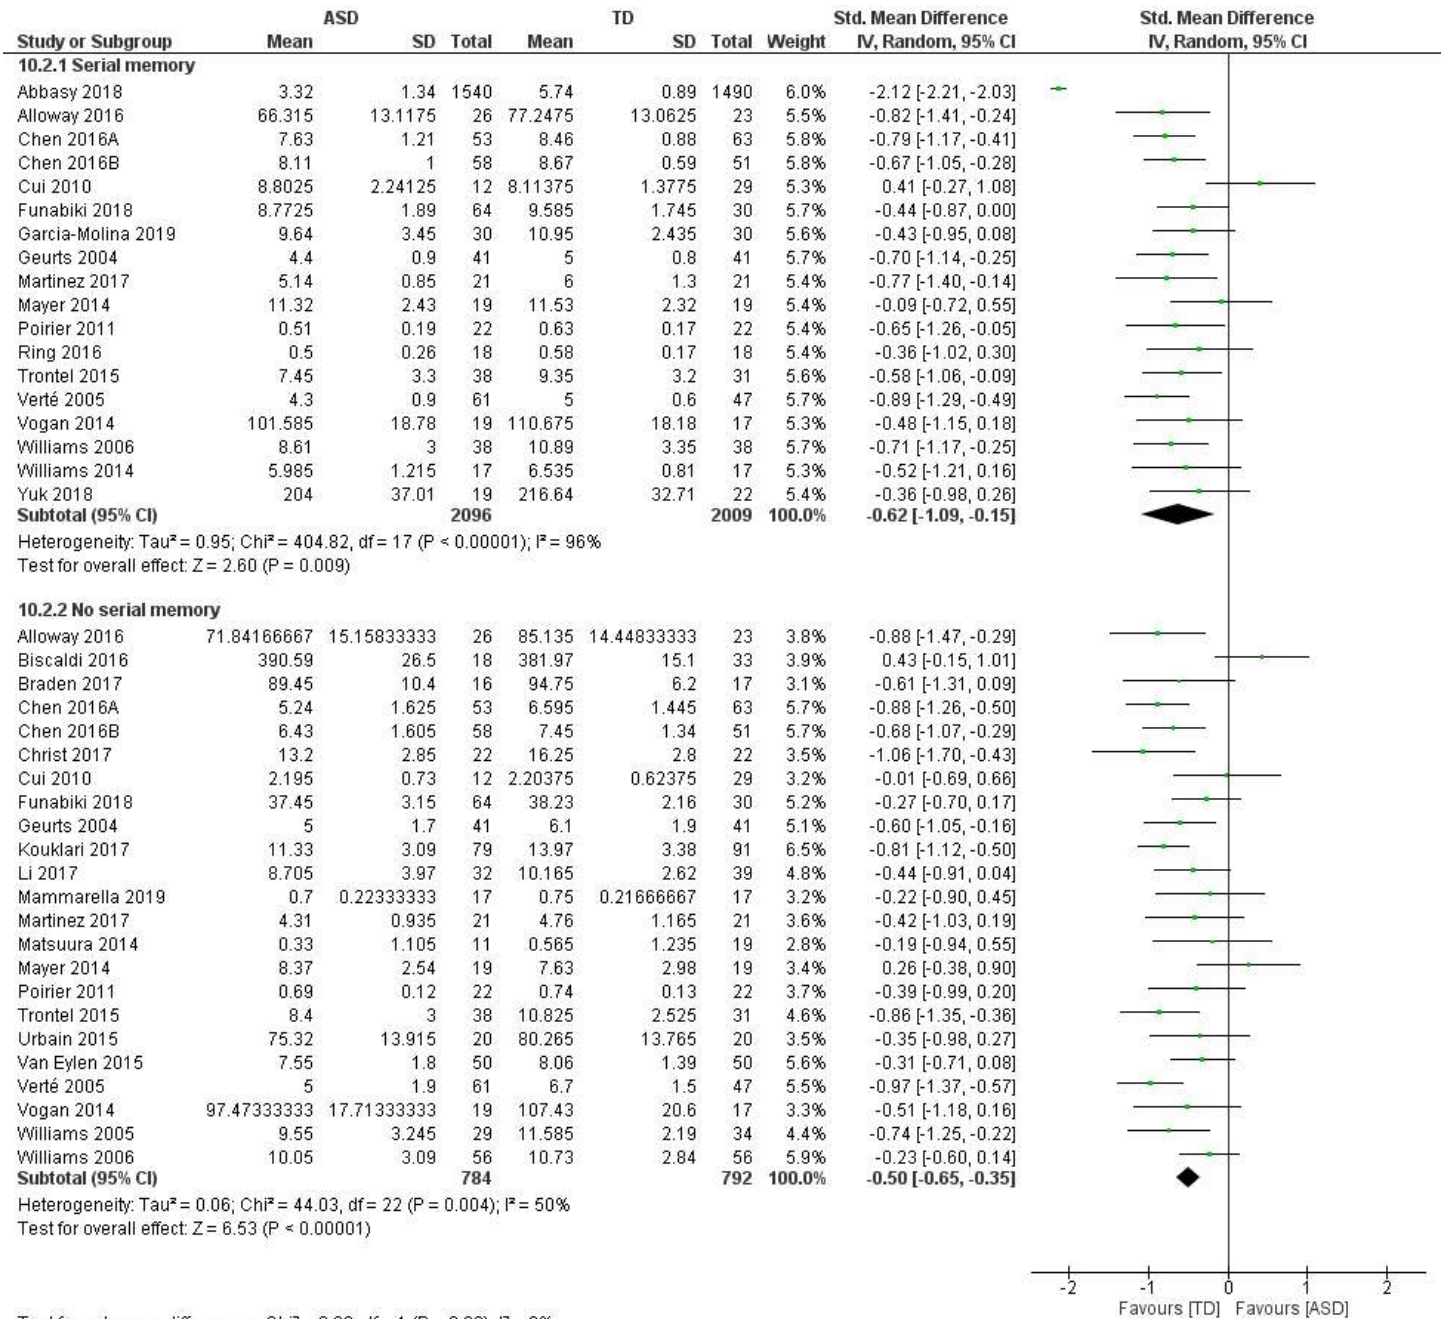 ASD TD Std. Mean Difference Std. Mean Difference
Study or Subgroup Mean SD Total Mean SD Total Weight IV, Random, 95% CI IV, Random, 95% CI
10.2.1 Serial memory
Abbasy 2018 3.32 1.34 1540 5.74 0.89 1490 6.0% -2.12 [-2.21, -2.03]
Alloway 2016 66.315 13.1175 26 77.2475 13.0625 23 5.5% -0.82 [-1.41, -0.24]
Chen 2016A 7.63 1.21 53 8.46 0.88 63 5.8% -0.79 [-1.17, -0.41]
Chen 2016B 8.11 1 58 8.67 0.59 51 5.8% -0.67 [-1.05, -0.28]
Cui 2010 8.8025 2.24125 12 8.11375 1.3775 29 5.3% 0.41 [-0.27, 1.08]
Funabiki 2018 8.7725 1.89 64 9.585 1.745 30 5.7% -0.44 [-0.87, 0.00]
Garcia-Molina 2019 9.64 3.45 30 10.95 2.435 30 5.6% -0.43 [-0.95, 0.08]
Geurts 2004 4.4 0.9 41 5 0.8 41 5.7% -0.70 [-1.14, -0.25]
Martinez 2017 5.14 0.85 21 6 1.3 21 5.4% -0.77 [-1.40, -0.14]
Mayer 2014 11.32 2.43 19 11.53 2.32 19 5.4% -0.09 [-0.72, 0.55]
Poirier 2011 0.51 0.19 22 0.63 0.17 22 5.4% -0.65 [-1.26, -0.05]
Ring 2016 0.5 0.26 18 0.58 0.17 18 5.4% -0.36 [-1.02, 0.30]
Trontel 2015 7.45 3.3 38 9.35 3.2 31 5.6% -0.58 [-1.06, -0.09]
Verté 2005 4.3 0.9 61 5 0.6 47 5.7% -0.89 [-1.29, -0.49]
Vogan 2014 101.585 18.78 19 110.675 18.18 17 5.3% -0.48 [-1.15, 0.18]
Williams 2006 8.61 3 38 10.89 3.35 38 5.7% -0.71 [-1.17, -0.25]
Williams 2014 5.985 1.215 17 6.535 0.81 17 5.3% -0.52 [-1.21, 0.16]
Yuk 2018 204 37.01 19 216.64 32.71 22 5.4% -0.36 [-0.98, 0.26]
Subtotal (95% CI) 2096 2009 100.0% -0.62 [-1.09, -0.15]
Heterogeneity: Tau² = 0.95; Chi² = 404.82, df = 17 (P < 0.00001); I² = 96%
Test for overall effect: Z = 2.60 (P = 0.009)
10.2.2 No serial memory
Alloway 2016 71.84166667 15.15833333 26 85.135 14.44833333 23 3.8% -0.88 [-1.47, -0.29]
Biscaldi 2016 390.59 26.5 18 381.97 15.1 33 3.9% 0.43 [-0.15, 1.01]
Braden 2017 89.45 10.4 16 94.75 6.2 17 3.1% -0.61 [-1.31, 0.09]
Chen 2016A 5.24 1.625 53 6.595 1.445 63 5.7% -0.88 [-1.26, -0.50]
Chen 2016B 6.43 1.605 58 7.45 1.34 51 5.7% -0.68 [-1.07, -0.29]
Christ 2017 13.2 2.85 22 16.25 2.8 22 3.5% -1.06 [-1.70, -0.43]
Cui 2010 2.195 0.73 12 2.20375 0.62375 29 3.2% -0.01 [-0.69, 0.66]
Funabiki 2018 37.45 3.15 64 38.23 2.16 30 5.2% -0.27 [-0.70, 0.17]
Geurts 2004 5 1.7 41 6.1 1.9 41 5.1% -0.60 [-1.05, -0.16]
Kouklari 2017 11.33 3.09 79 13.97 3.38 91 6.5% -0.81 [-1.12, -0.50]
Li 2017 8.705 3.97 32 10.165 2.62 39 4.8% -0.44 [-0.91, 0.04]
Mammarella 2019 0.7 0.22333333 17 0.75 0.21666667 17 3.2% -0.22 [-0.90, 0.45]
Martinez 2017 4.31 0.935 21 4.76 1.165 21 3.6% -0.42 [-1.03, 0.19]
Matsuura 2014 0.33 1.105 11 0.565 1.235 19 2.8% -0.19 [-0.94, 0.55]
Mayer 2014 8.37 2.54 19 7.63 2.98 19 3.4% 0.26 [-0.38, 0.90]
Poirier 2011 0.69 0.12 22 0.74 0.13 22 3.7% -0.39 [-0.99, 0.20]
Trontel 2015 8.4 3 38 10.825 2.525 31 4.6% -0.86 [-1.35, -0.36]
Urbain 2015 75.32 13.915 20 80.265 13.765 20 3.5% -0.35 [-0.98, 0.27]
Van Eylen 2015 7.55 1.8 50 8.06 1.39 50 5.6% -0.31 [-0.71, 0.08]
Verté 2005 5 1.9 61 6.7 1.5 47 5.5% -0.97 [-1.37, -0.57]
Vogan 2014 97.47333333 17.71333333 19 107.43 20.6 17 3.3% -0.51 [-1.18, 0.16]
Williams 2005 9.55 3.245 29 11.585 2.19 34 4.4% -0.74 [-1.25, -0.22]
Williams 2006 10.05 3.09 56 10.73 2.84 56 5.9% -0.23 [-0.60, 0.14]
Subtotal (95% CI) 784 792 100.0% -0.50 [-0.65, -0.35]
Heterogeneity: Tau² = 0.06; Chi² = 44.03, df = 22 (P = 0.004); I² = 50%
Test for overall effect: Z = 6.53 (P < 0.00001)
-2 -1 0 1 2
Favours [TD] Favours [ASD]